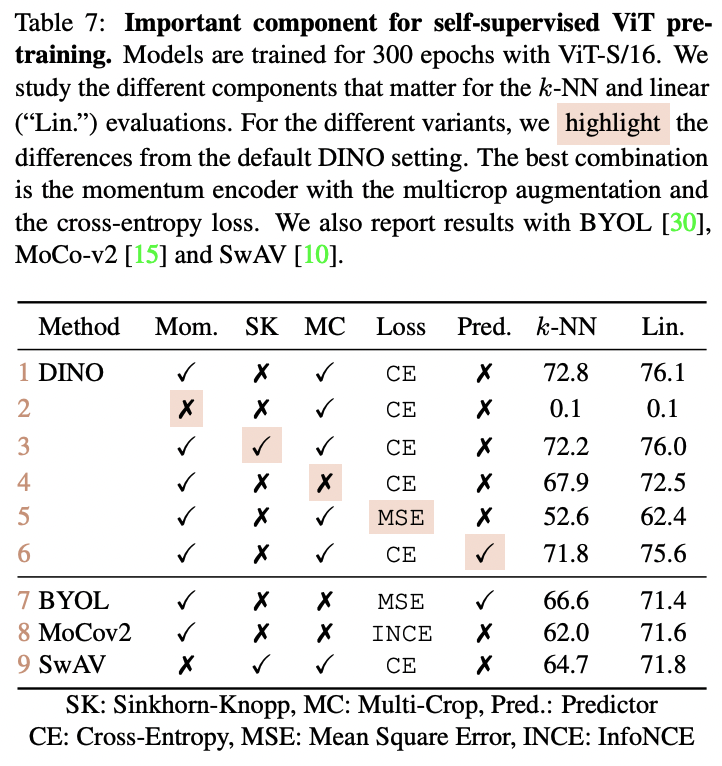 Table 7: Important component for self-supervised ViT pre-
training. Models are trained for 300 epochs with ViT-S/16. We
study the different components that matter for the k-NN and linear
(“Lin.”) evaluations. For the different variants, we highlight the
differences from the default DINO setting. The best combination
is the momentum encoder with the multicrop augmentation and
the cross-entropy loss. We also report results with BYOL [30],
MoCo-v2 [15] and SwAV [10].
Method Mom. SK MC Loss Pred. k-NN Lin.
1 DINO ✓ ✗ ✓ CE ✗ 72.8 76.1
2 ✗ ✗ ✓ CE ✗ 0.1 0.1
3 ✓ ✓ ✓ CE ✗ 72.2 76.0
4 ✓ ✗ ✗ CE ✗ 67.9 72.5
5 ✓ ✗ ✓ MSE ✗ 52.6 62.4
6 ✓ ✗ ✓ CE ✓ 71.8 75.6
7 BYOL ✓ ✗ ✗ MSE ✓ 66.6 71.4
8 MoCov2 ✓ ✗ ✗ INCE ✗ 62.0 71.6
9 SwAV ✗ ✓ ✓ CE ✗ 64.7 71.8
SK: Sinkhorn-Knopp, MC: Multi-Crop, Pred.: Predictor
CE: Cross-Entropy, MSE: Mean Square Error, INCE: InfoNCE